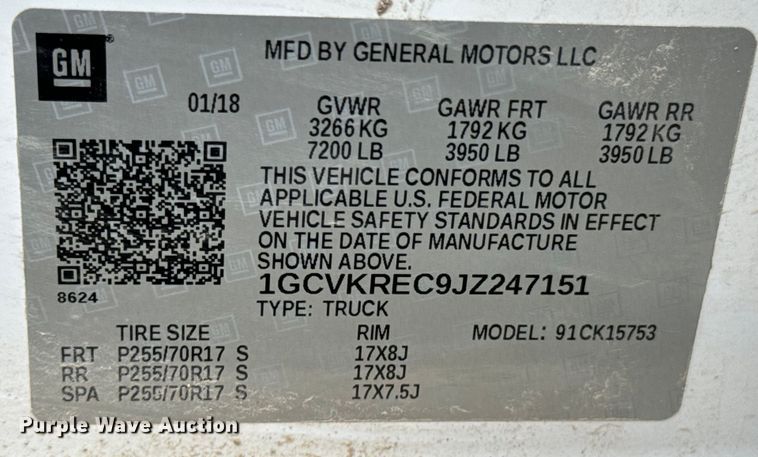 GM
MFD BY GENERAL MOTORS LLC
01/18 GVWR GAWR FRT GAWR RR
3266 KG 1792 KG 1792 KG
7200 LB 3950 LB 3950 LB
THIS VEHICLE CONFORMS TO ALL
APPLICABLE U.S. FEDERAL MOTOR
VEHICLE SAFETY STANDARDS IN EFFECT
ON THE DATE OF MANUFACTURE
SHOWN ABOVE.
8624
1GCVKREC9JZ247151
TYPE: TRUCK
TIRE SIZE RIM MODEL: 91CK15753
FRT P255/70R17 S 17X8J
RR P255/70R17 S 17X8J
SPA P255/70R17 S 17X7.5J
Purple Wave Auction